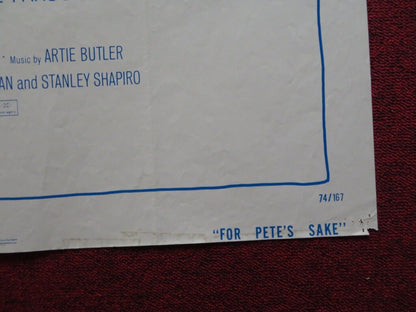 Music by ARTIE BUTLER
AN and STANLEY SHAPIRO
74/167
"FOR PETE'S SAKE"